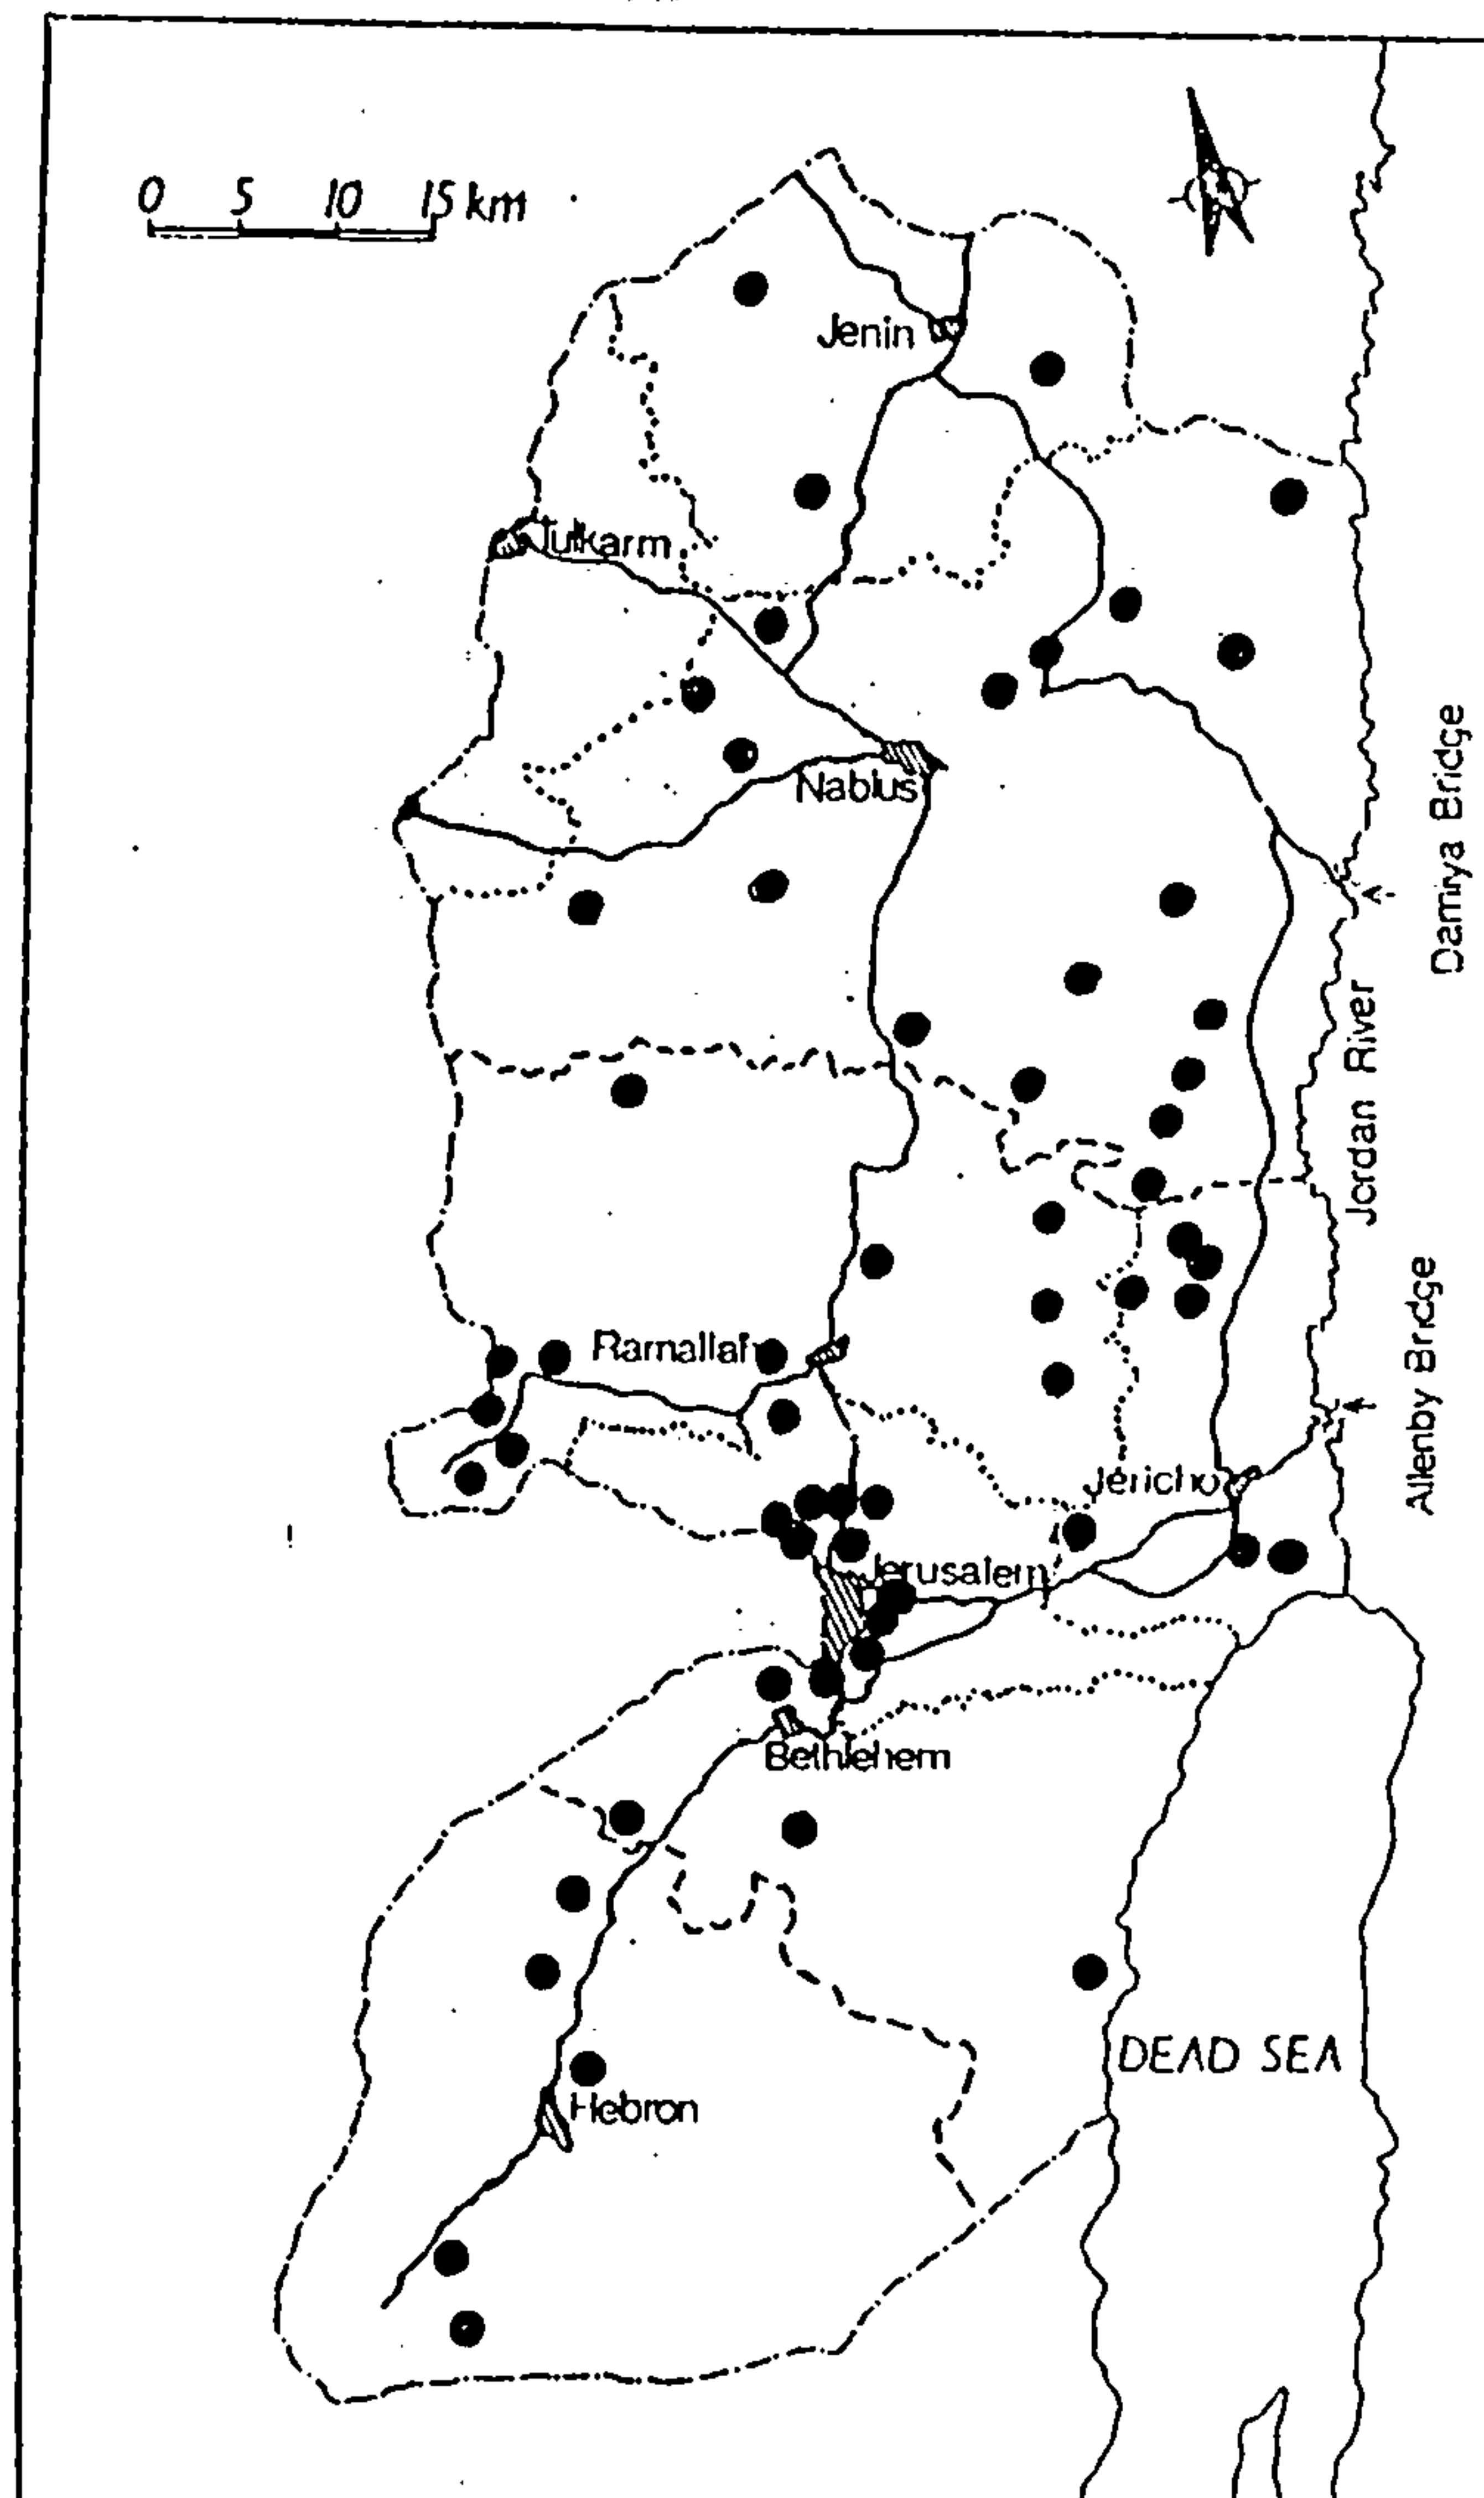 0 5 10 15 km
Jenin
Tulkarm
Nablus
Damiya Bridge
Jordan River
Ramallah
Allenby Bridge
Jericho
Jerusalem
Bethlehem
DEAD SEA
Hebron